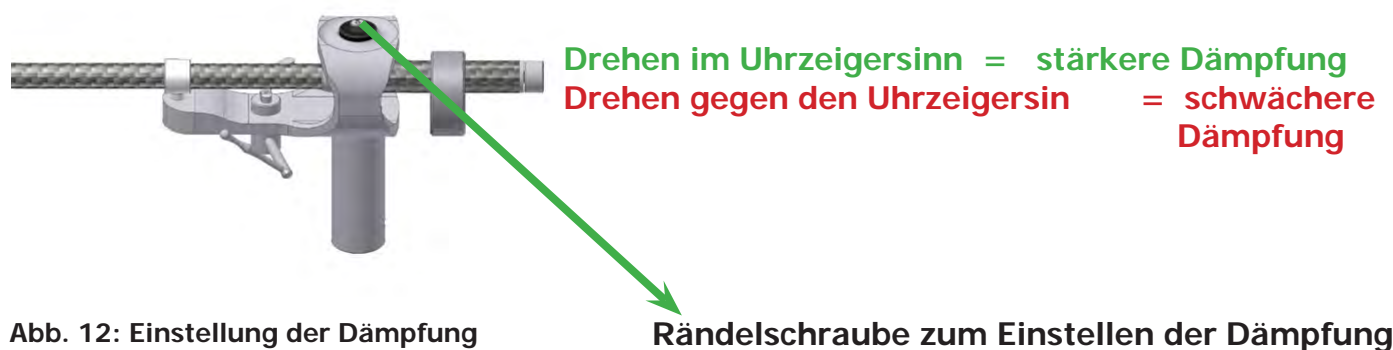 Drehen im Uhrzeigersinn = stärkere Dämpfung
Drehen gegen den Uhrzeigersin = schwächere
Dämpfung
Abb. 12: Einstellung der Dämpfung
Rändelschraube zum Einstellen der Dämpfung